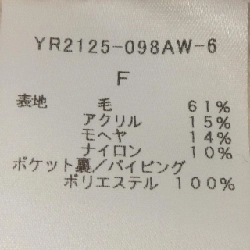 YR2125-098AW-6
F
表地 毛 61%
アクリル 15%
モヘヤ 14%
ナイロン 10%
ポケット裏/パイピング
ポリエステル 100%